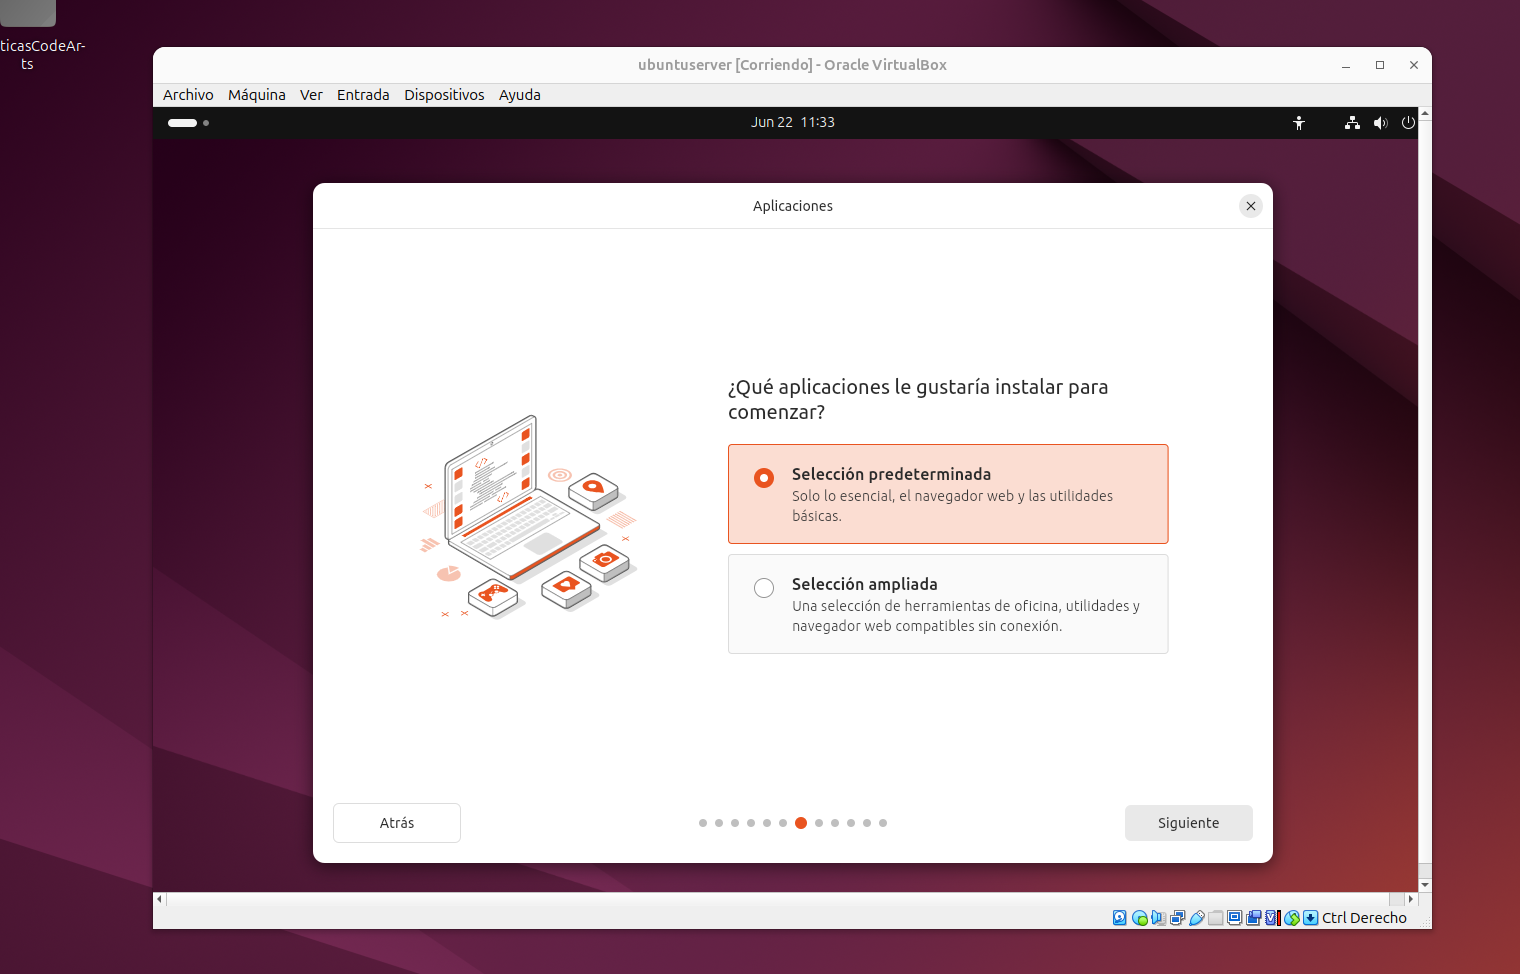 ticasCodeAr-
ts
ubuntuserver [Corriendo] - Oracle VirtualBox
Archivo Máquina Ver Entrada Dispositivos Ayuda
Jun 22 11:33
Aplicaciones
¿Qué aplicaciones le gustaría instalar para
comenzar?
Selección predeterminada
Solo lo esencial, el navegador web y las utilidades
básicas.
Selección ampliada
Una selección de herramientas de oficina, utilidades y
navegador web compatibles sin conexión.
Atrás
Siguiente
Ctrl Derecho